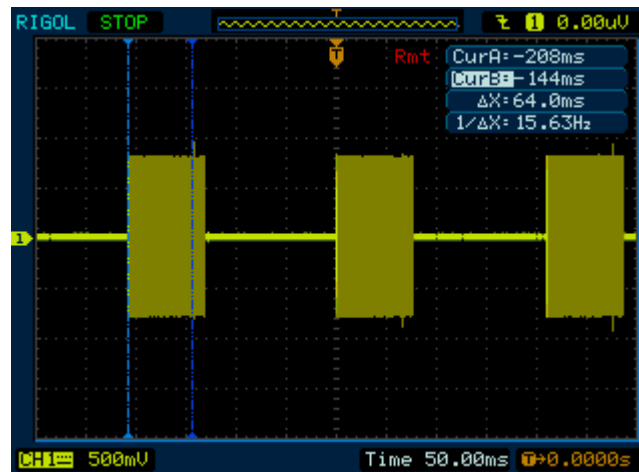 RIGOL STOP T 1 0.00uV
T Rmt CurA:-208ms
CurB:-144ms
ΔX: 64.0ms
1/ΔX: 15.63Hz
1
CH1 500mV Time 50.00ms T→0.0000s